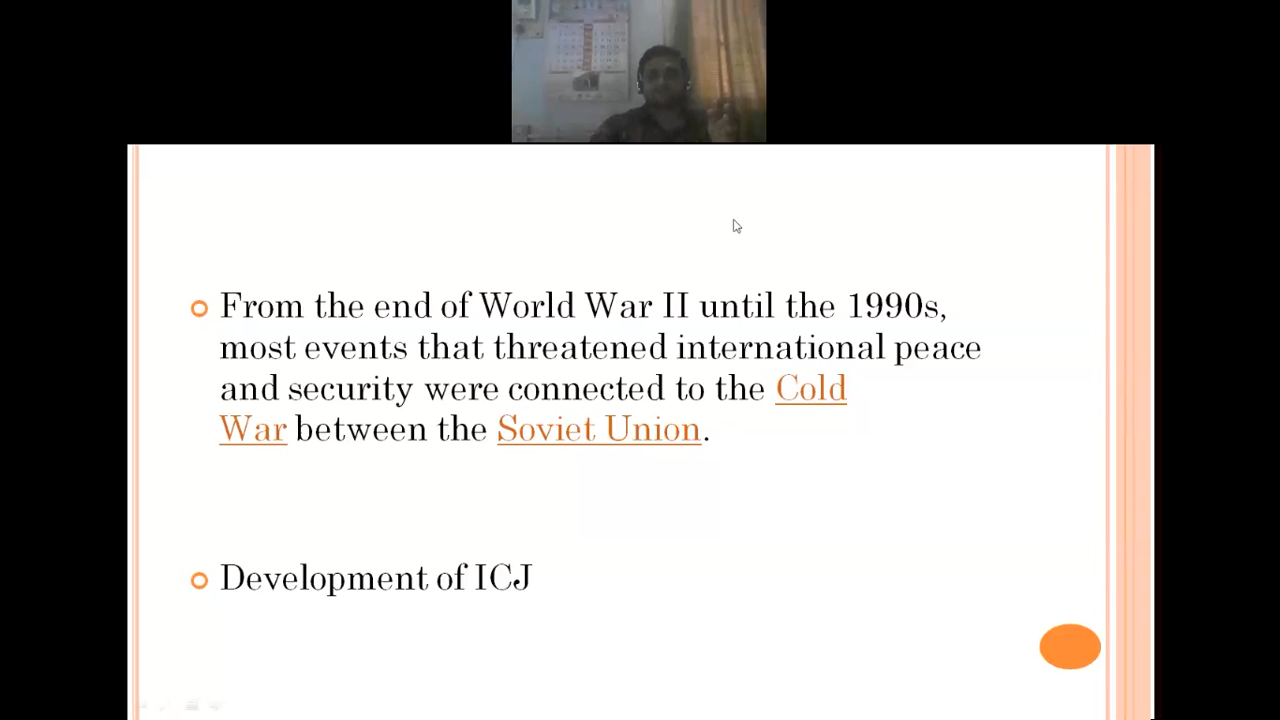 From the end of World War II until the 1990s,
most events that threatened international peace
and security were connected to the Cold
War between the Soviet Union.
Development of ICJ